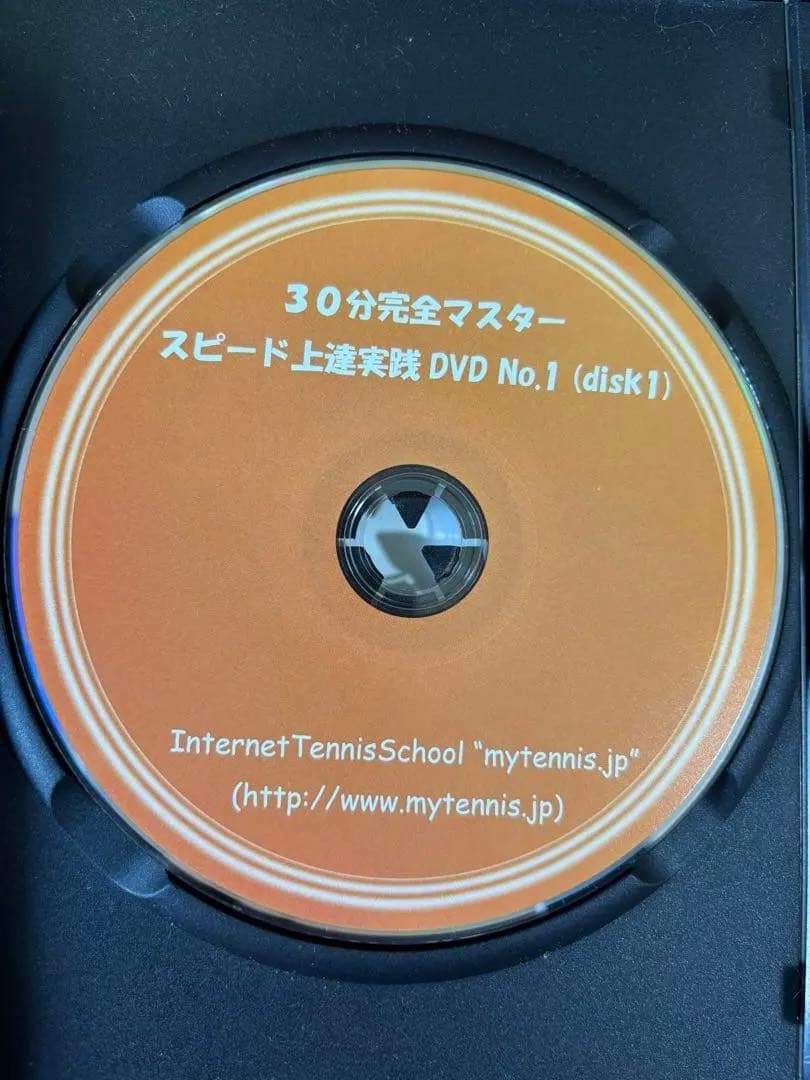 ３０分完全マスター
スピード上達実践 DVD No.1 (disk1)
InternetTennisSchool "mytennis.jp"
(http://www.mytennis.jp)